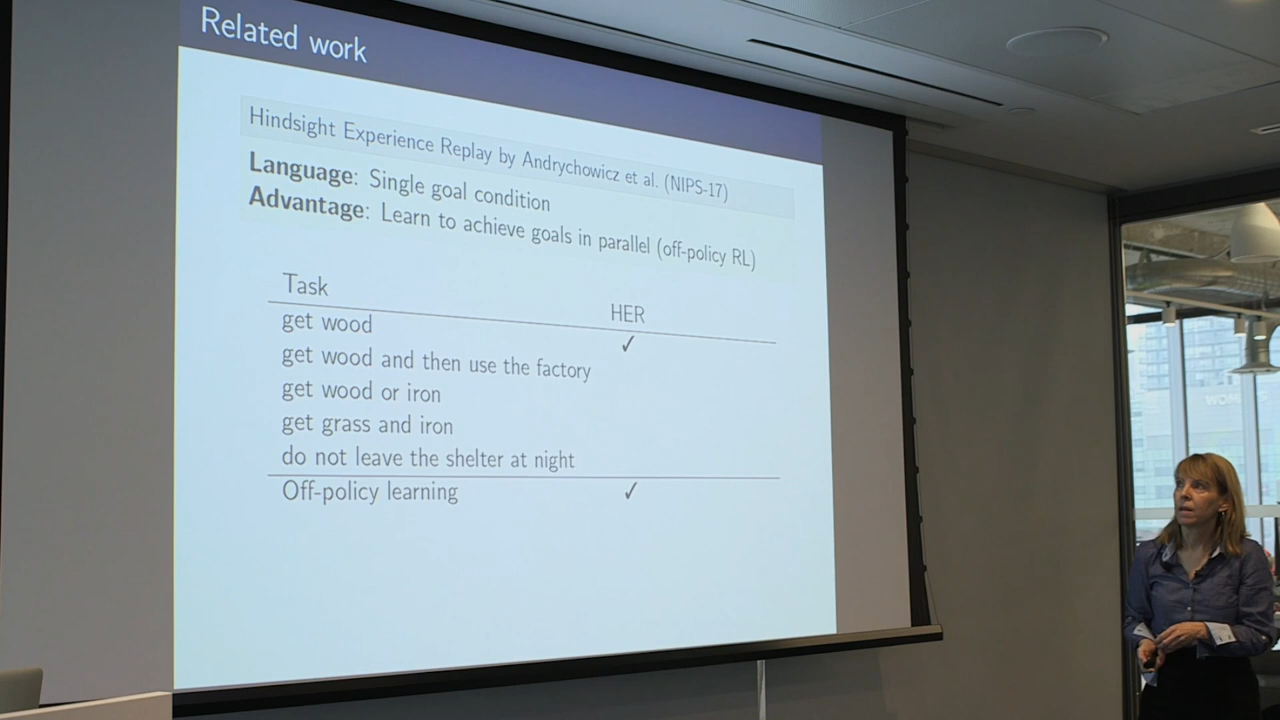 Related work
Hindsight Experience Replay by Andrychowicz et al. (NIPS-17)
Language: Single goal condition
Advantage: Learn to achieve goals in parallel (off-policy RL)
Task HER
get wood ✓
get wood and then use the factory
get wood or iron
get grass and iron
do not leave the shelter at night
Off-policy learning ✓